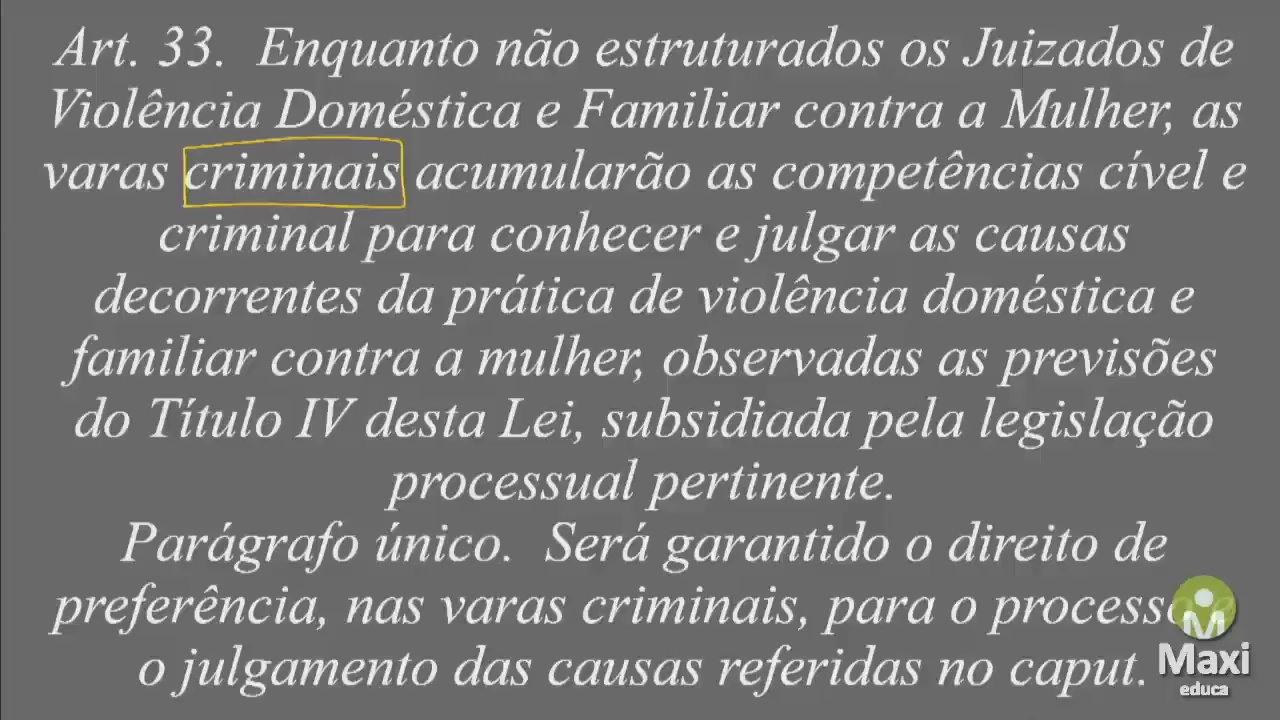 Art. 33. Enquanto não estruturados os Juizados de
Violência Doméstica e Familiar contra a Mulher, as
varas criminais acumularão as competências cível e
criminal para conhecer e julgar as causas
decorrentes da prática de violência doméstica e
familiar contra a mulher, observadas as previsões
do Título IV desta Lei, subsidiada pela legislação
processual pertinente.
Parágrafo único. Será garantido o direito de
preferência, nas varas criminais, para o processo e
o julgamento das causas referidas no caput.
M
Maxi
educa